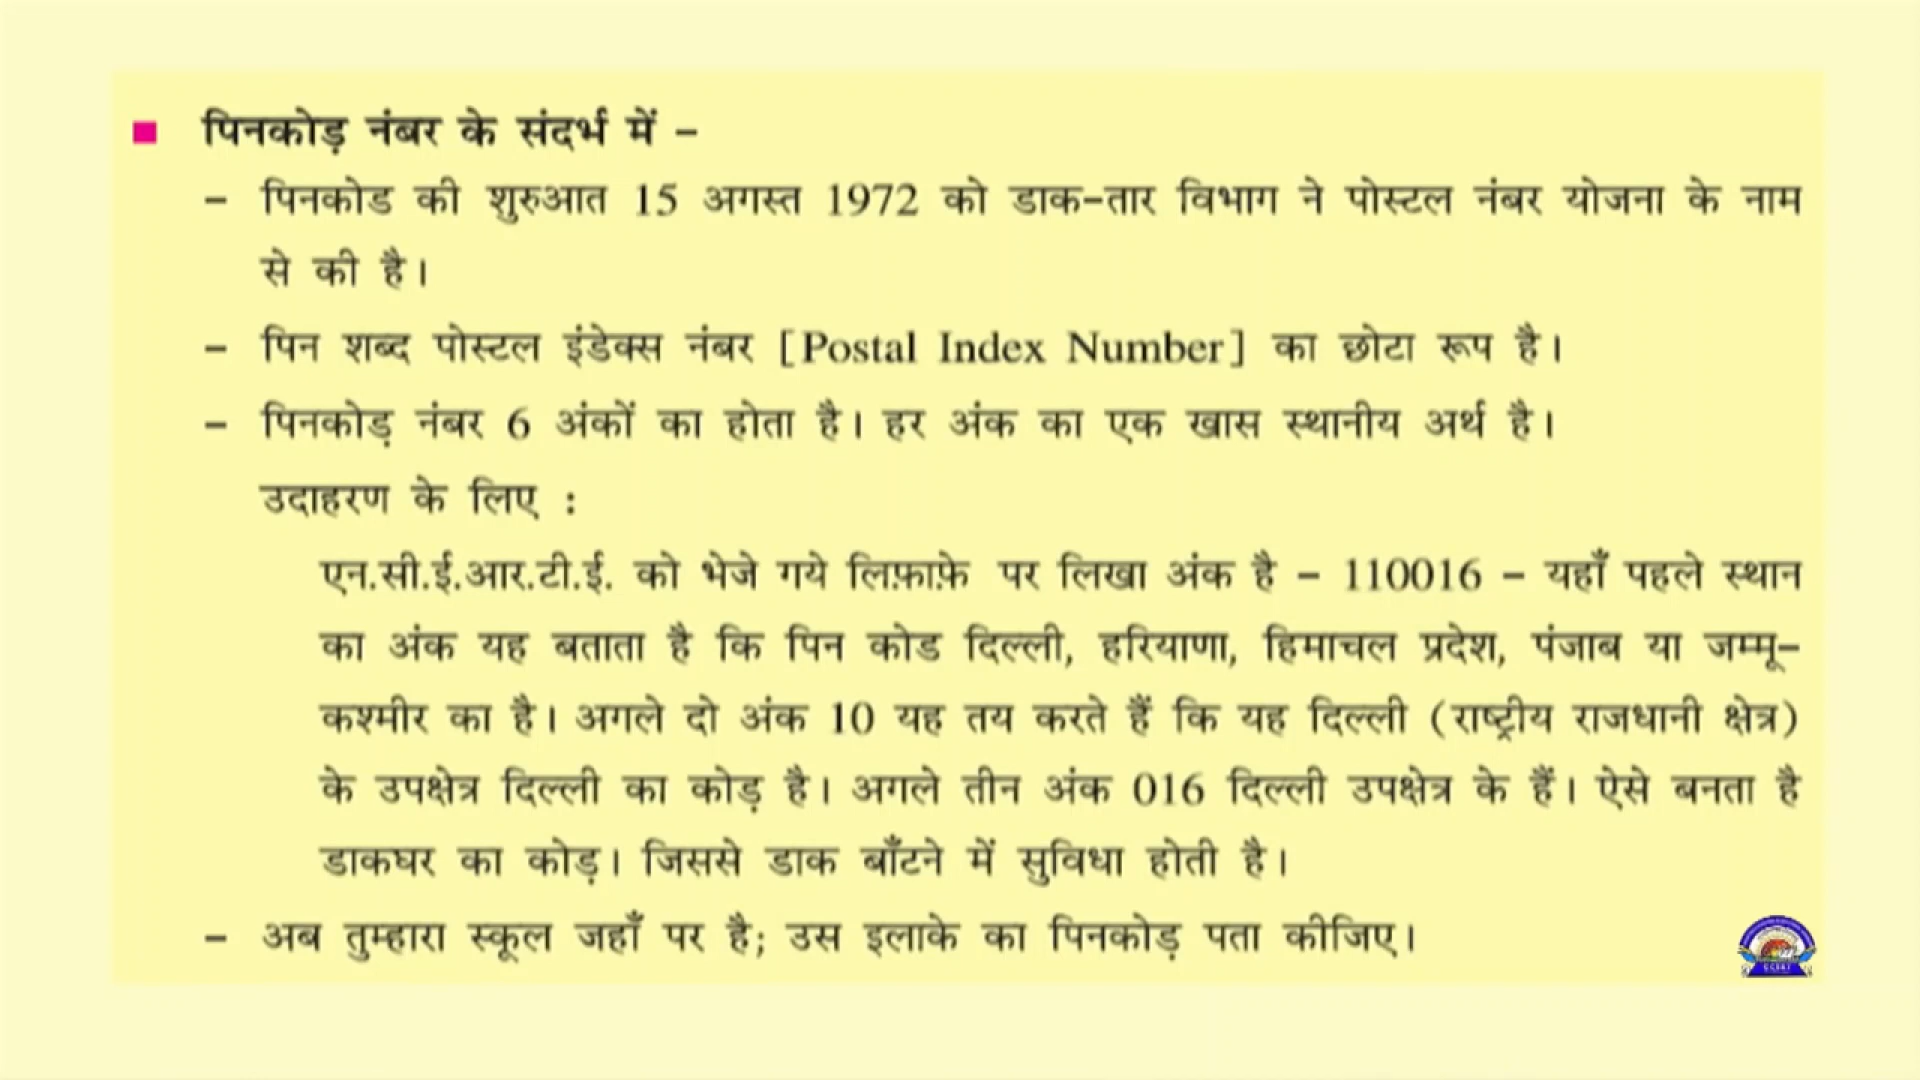 पिनकोड़ नंबर के संदर्भ में –
– पिनकोड की शुरुआत 15 अगस्त 1972 को डाक-तार विभाग ने पोस्टल नंबर योजना के नाम
से की है।
– पिन शब्द पोस्टल इंडेक्स नंबर [Postal Index Number] का छोटा रूप है।
– पिनकोड़ नंबर 6 अंकों का होता है। हर अंक का एक खास स्थानीय अर्थ है।
उदाहरण के लिए :
एन.सी.ई.आर.टी.ई. को भेजे गये लिफ़ाफ़े पर लिखा अंक है – 110016 – यहाँ पहले स्थान
का अंक यह बताता है कि पिन कोड दिल्ली, हरियाणा, हिमाचल प्रदेश, पंजाब या जम्मू-
कश्मीर का है। अगले दो अंक 10 यह तय करते हैं कि यह दिल्ली (राष्ट्रीय राजधानी क्षेत्र)
के उपक्षेत्र दिल्ली का कोड़ है। अगले तीन अंक 016 दिल्ली उपक्षेत्र के हैं। ऐसे बनता है
डाकघर का कोड़। जिससे डाक बाँटने में सुविधा होती है।
– अब तुम्हारा स्कूल जहाँ पर है; उस इलाके का पिनकोड़ पता कीजिए।